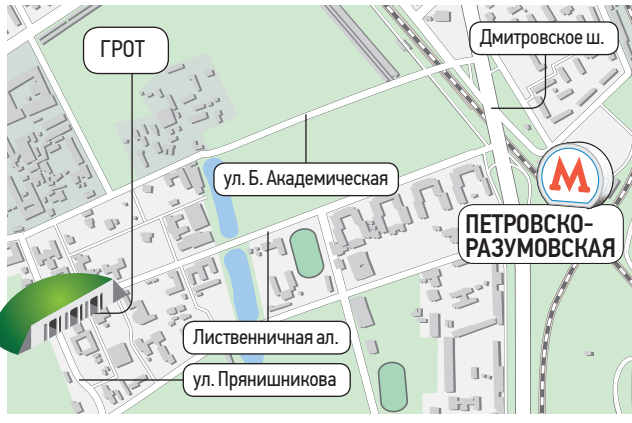 ГРОТ
Дмитровское ш.
ул. Б. Академическая
М
ПЕТРОВСКО-
РАЗУМОВСКАЯ
Лиственничная ал.
ул. Прянишникова